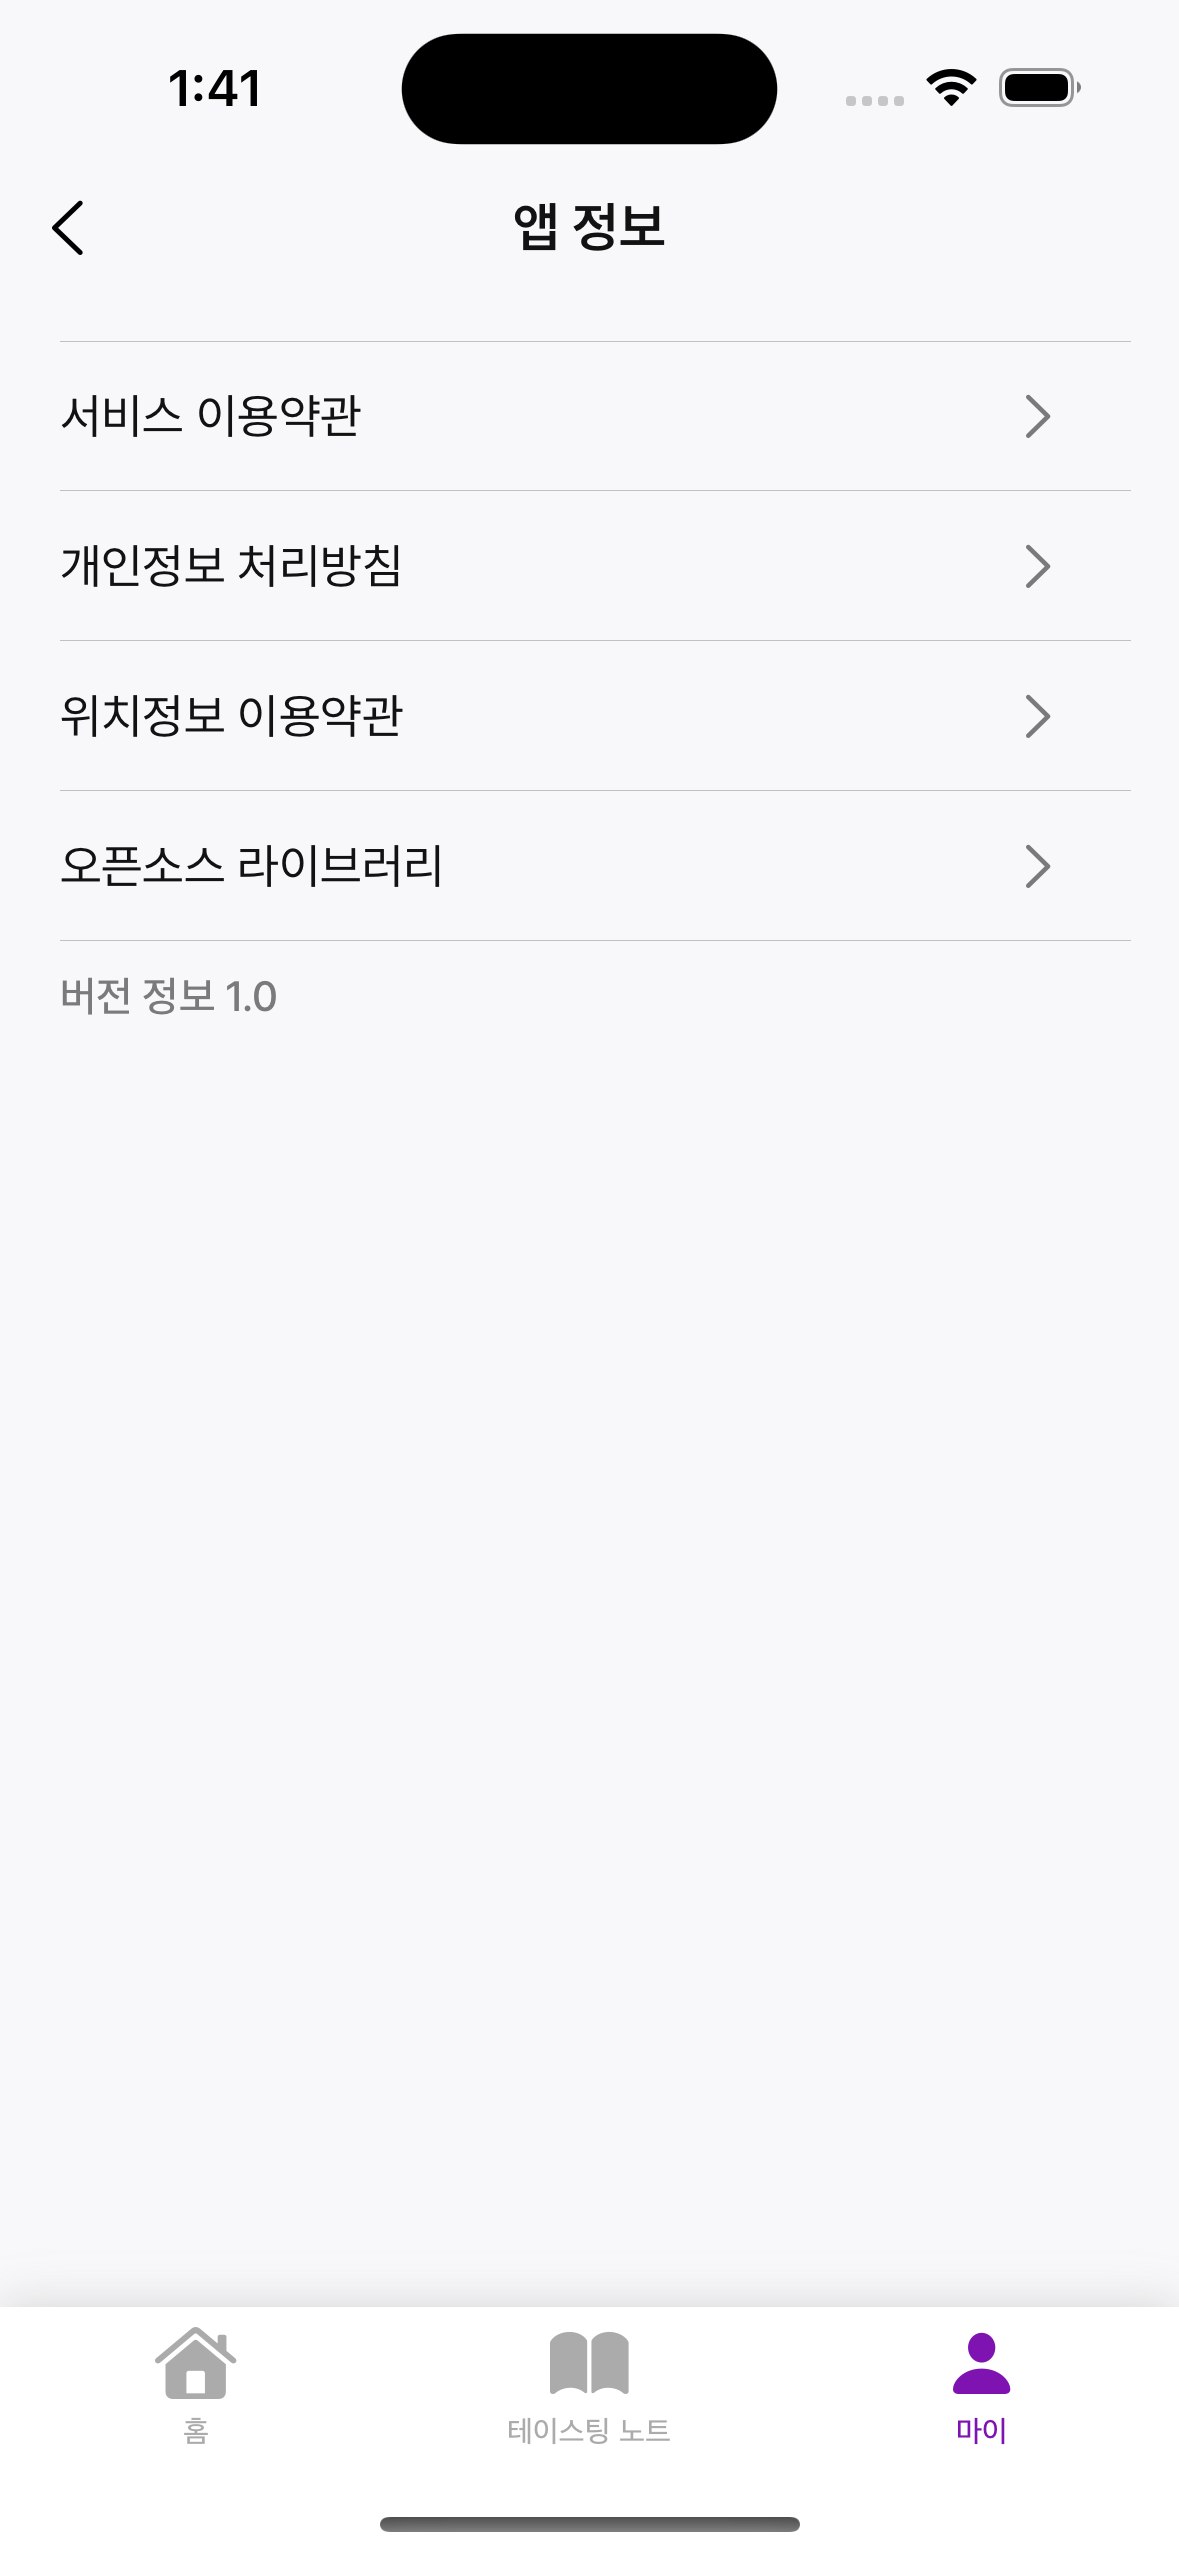 1:41
앱 정보
서비스 이용약관
개인정보 처리방침
위치정보 이용약관
오픈소스 라이브러리
버전 정보 1.0
홈
테이스팅 노트
마이